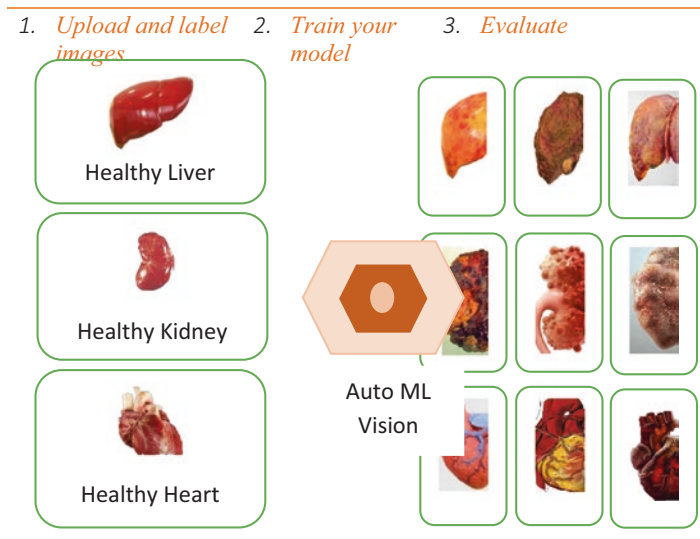 1. Upload and label images
2. Train your model
3. Evaluate
Healthy Liver
Healthy Kidney
Healthy Heart
Auto ML
Vision